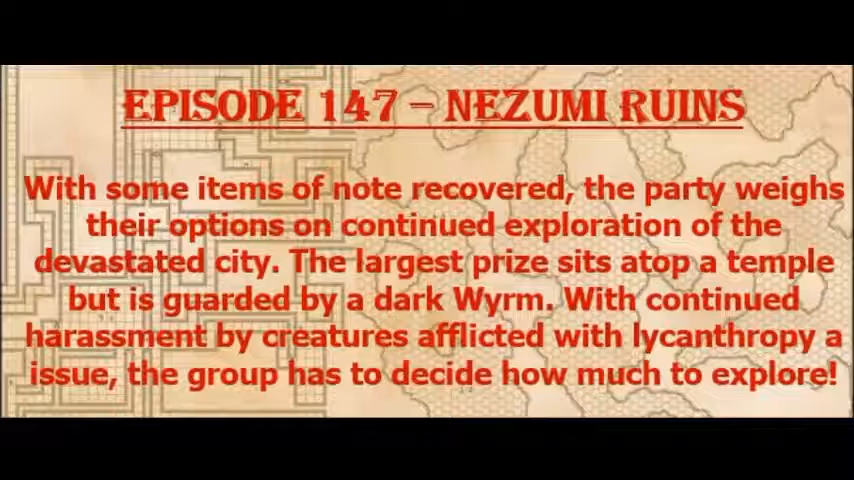 EPISODE 147 – NEZUMI RUINS
With some items of note recovered, the party weighs
their options on continued exploration of the
devastated city. The largest prize sits atop a temple
but is guarded by a dark Wyrm. With continued
harassment by creatures afflicted with lycanthropy a
issue, the group has to decide how much to explore!